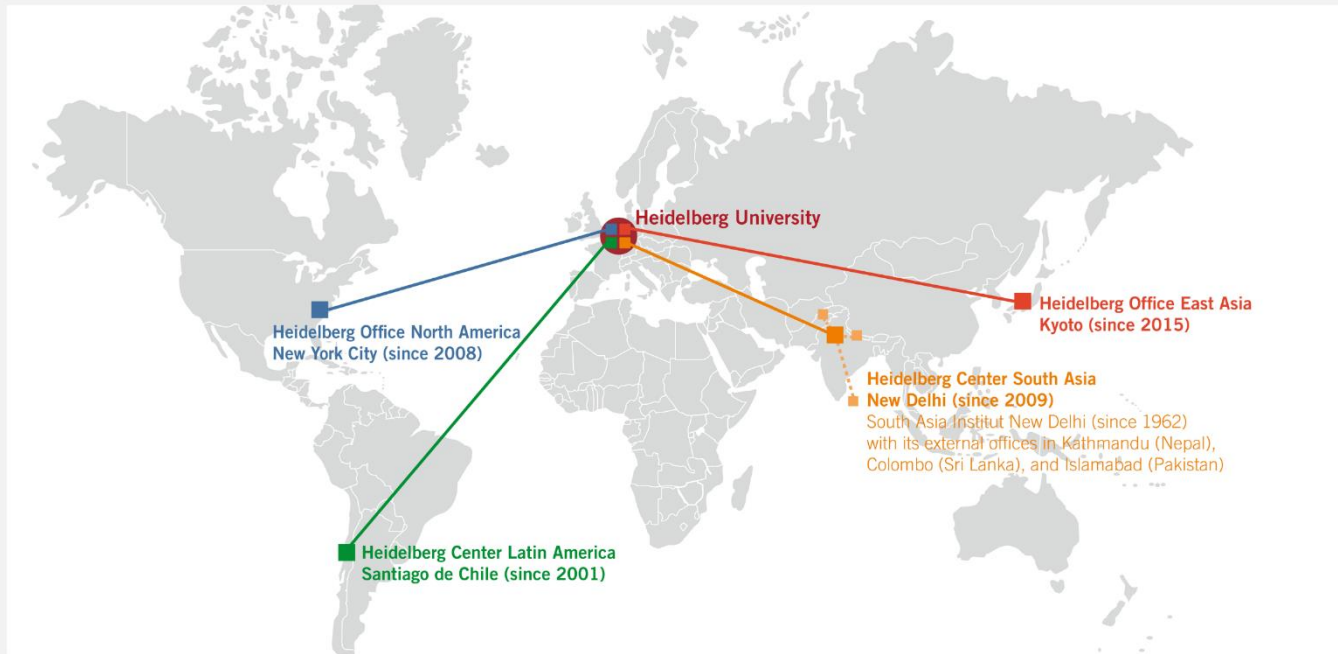 Heidelberg University
Heidelberg Office North America
New York City (since 2008)
Heidelberg Office East Asia
Kyoto (since 2015)
Heidelberg Center South Asia
New Delhi (since 2009)
South Asia Institut New Delhi (since 1962)
with its external offices in Kathmandu (Nepal),
Colombo (Sri Lanka), and Islamabad (Pakistan)
Heidelberg Center Latin America
Santiago de Chile (since 2001)